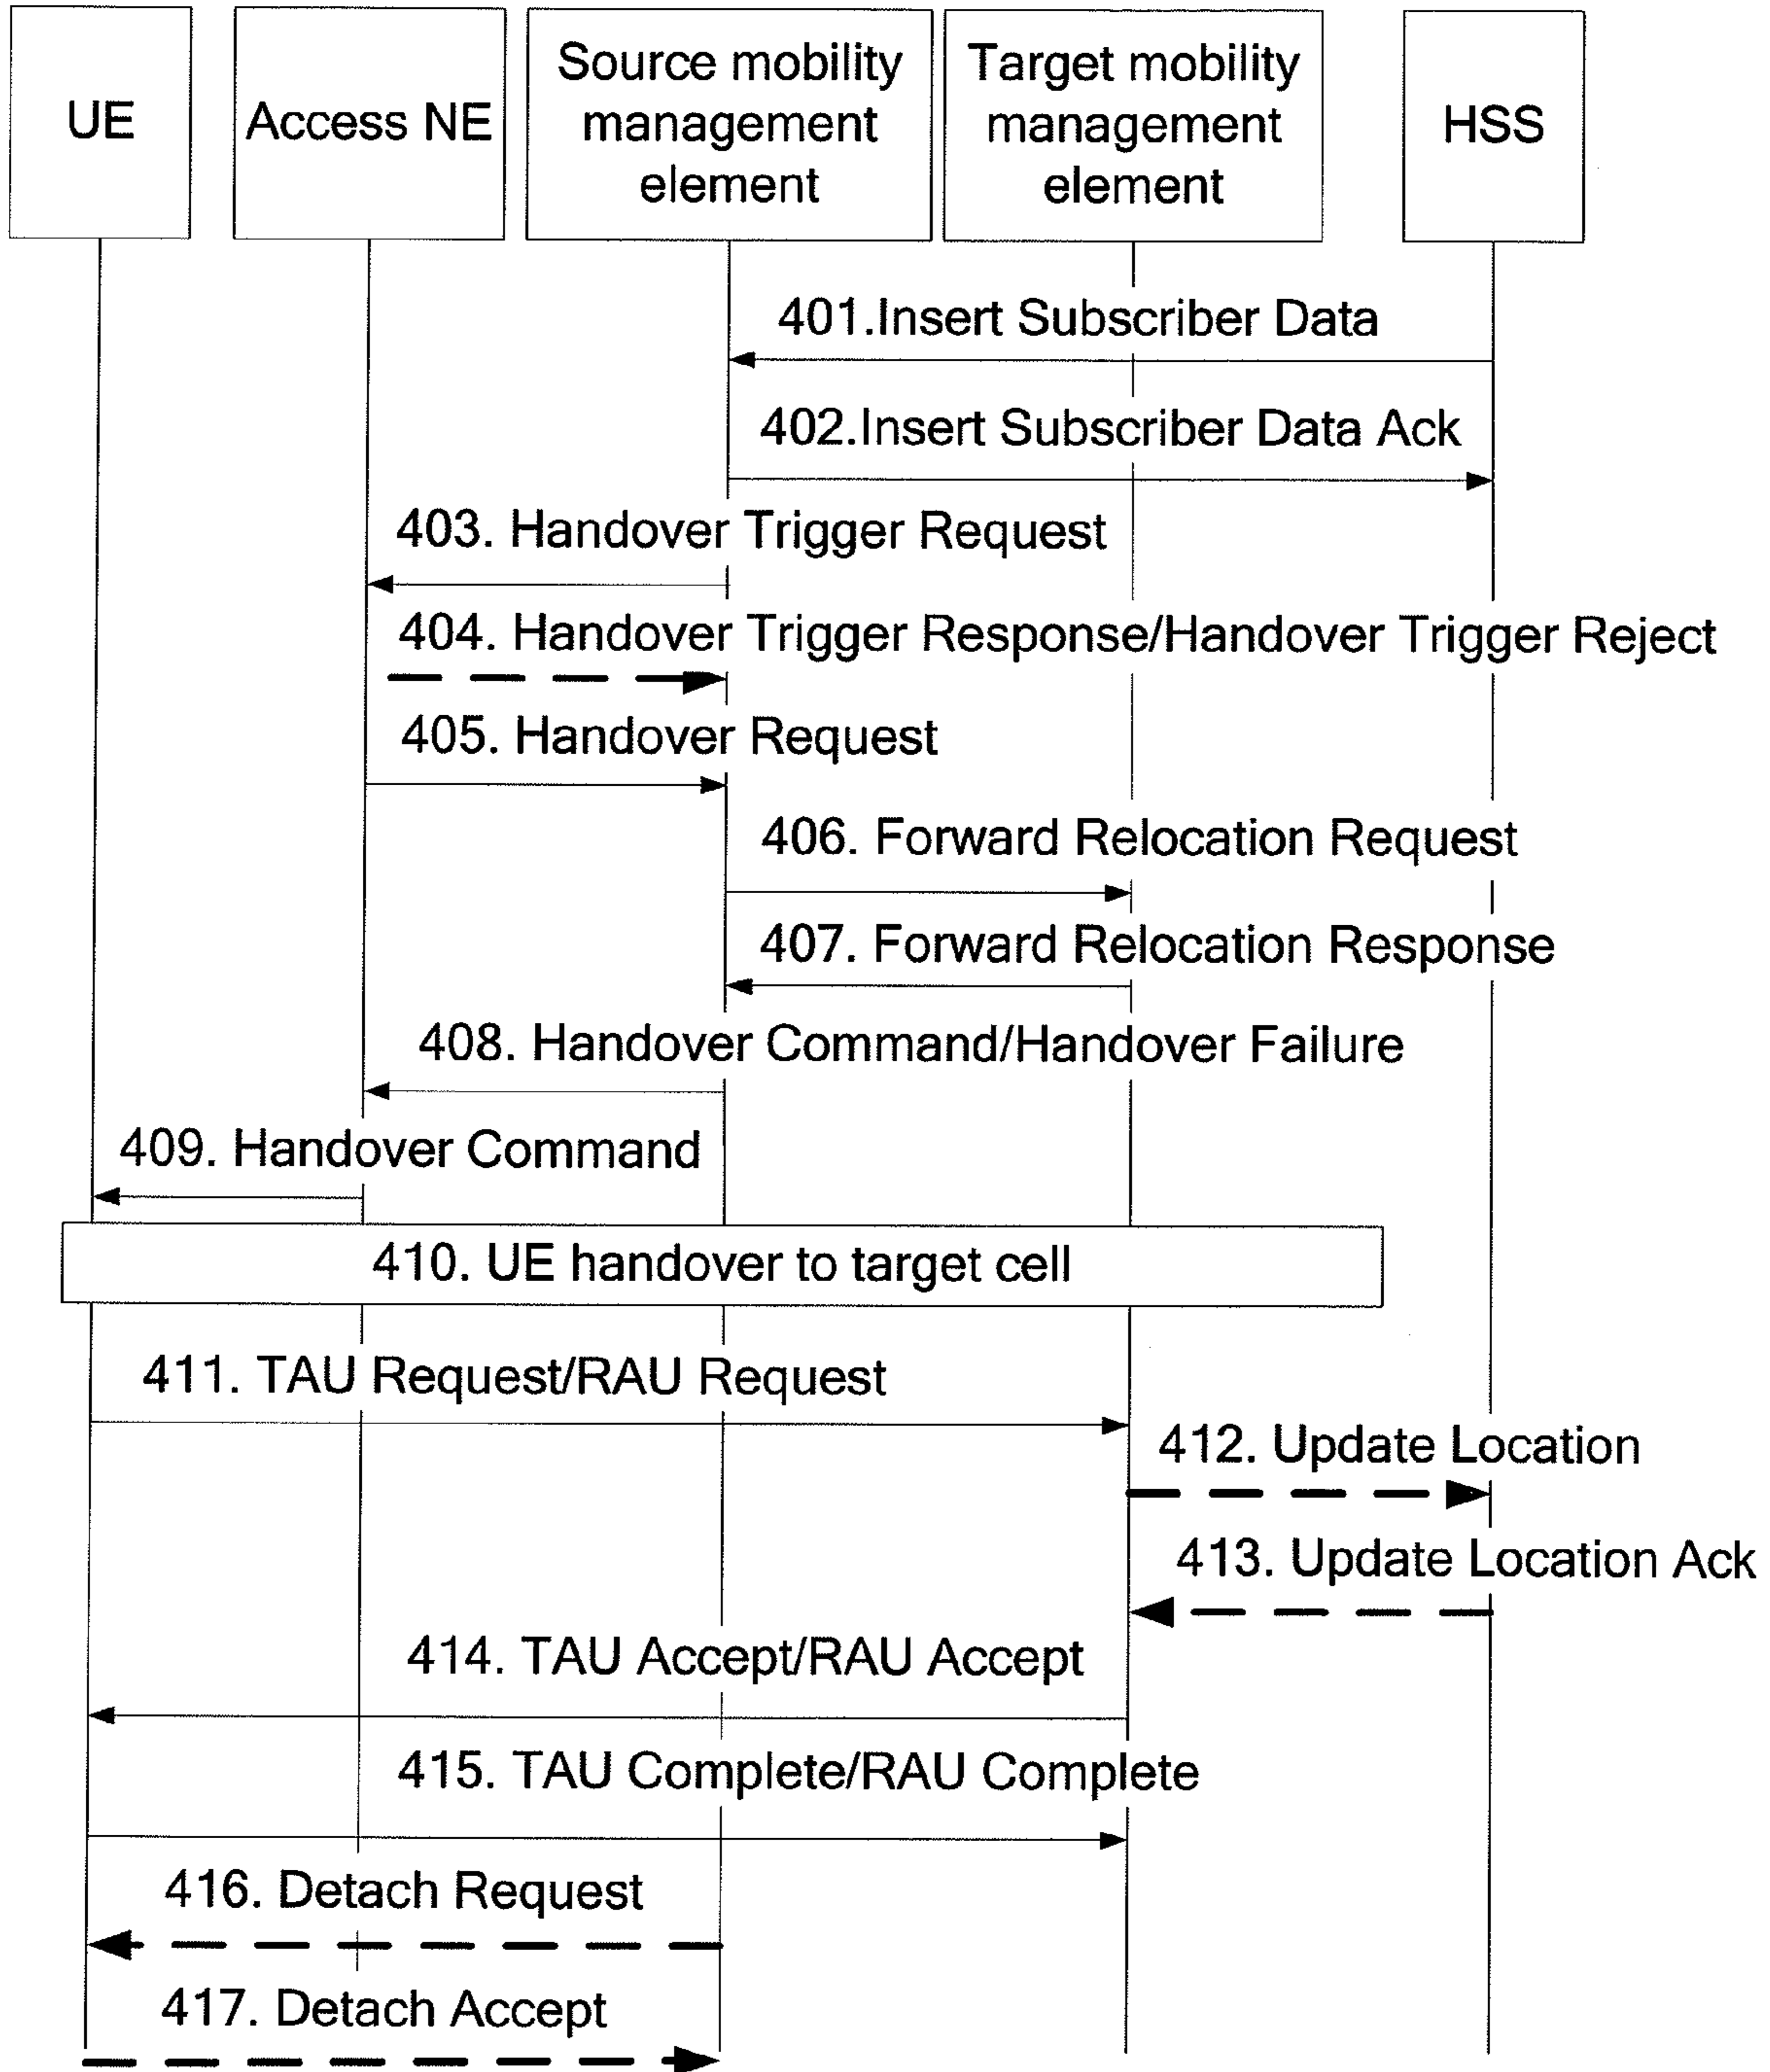 UE
Access NE
Source mobility
management
element
Target mobility
management
element
HSS
401.Insert Subscriber Data
402.Insert Subscriber Data Ack
403. Handover Trigger Request
404. Handover Trigger Response/Handover Trigger Reject
405. Handover Request
406. Forward Relocation Request
407. Forward Relocation Response
408. Handover Command/Handover Failure
409. Handover Command
410. UE handover to target cell
411. TAU Request/RAU Request
412. Update Location
413. Update Location Ack
414. TAU Accept/RAU Accept
415. TAU Complete/RAU Complete
416. Detach Request
417. Detach Accept